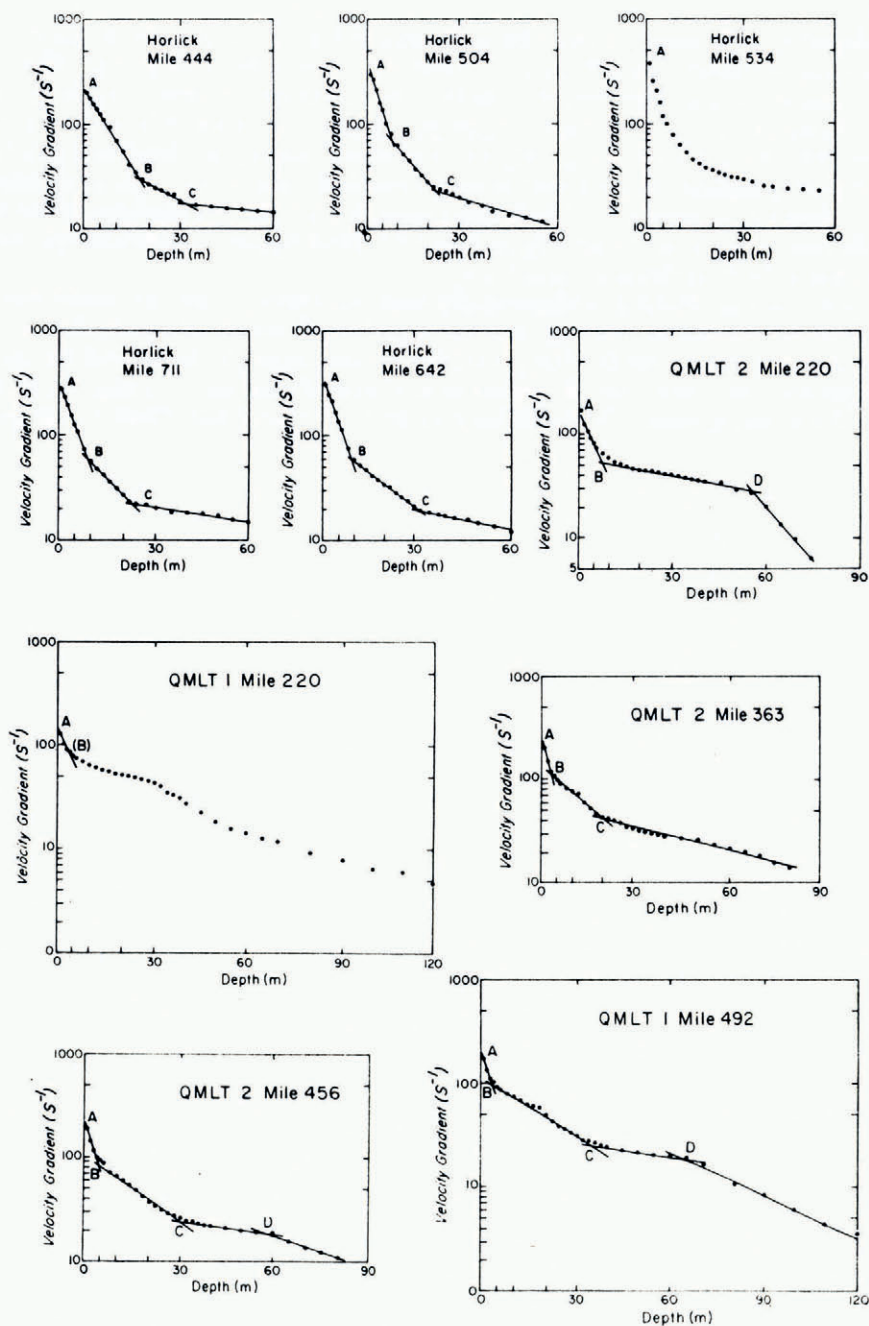 Horlick
Mile 444
Velocity Gradient (S⁻¹)
1000
100
10
A
B
C
0
30
60
Depth (m)
Horlick
Mile 504
Velocity Gradient (S⁻¹)
1000
100
10
A
B
C
0
30
60
Depth (m)
Horlick
Mile 534
Velocity Gradient (S⁻¹)
1000
100
10
A
0
30
60
Depth (m)
Horlick
Mile 711
Velocity Gradient (S⁻¹)
1000
100
10
A
B
C
0
30
60
Depth (m)
Horlick
Mile 642
Velocity Gradient (S⁻¹)
1000
100
10
A
B
C
0
30
60
Depth (m)
QMLT 2 Mile 220
Velocity Gradient (S⁻¹)
1000
100
10
5
A
B
D
0
30
60
90
Depth (m)
QMLT 1 Mile 220
Velocity Gradient (S⁻¹)
1000
100
10
0
A
(B)
0
30
60
90
120
Depth (m)
QMLT 2 Mile 363
Velocity Gradient (S⁻¹)
1000
100
10
A
B
C
0
30
60
90
Depth (m)
QMLT 2 Mile 456
Velocity Gradient (S⁻¹)
1000
100
10
A
B
C
D
0
30
60
90
Depth (m)
QMLT 1 Mile 492
Velocity Gradient (S⁻¹)
1000
100
10
A
B
C
D
0
30
60
90
120
Depth (m)